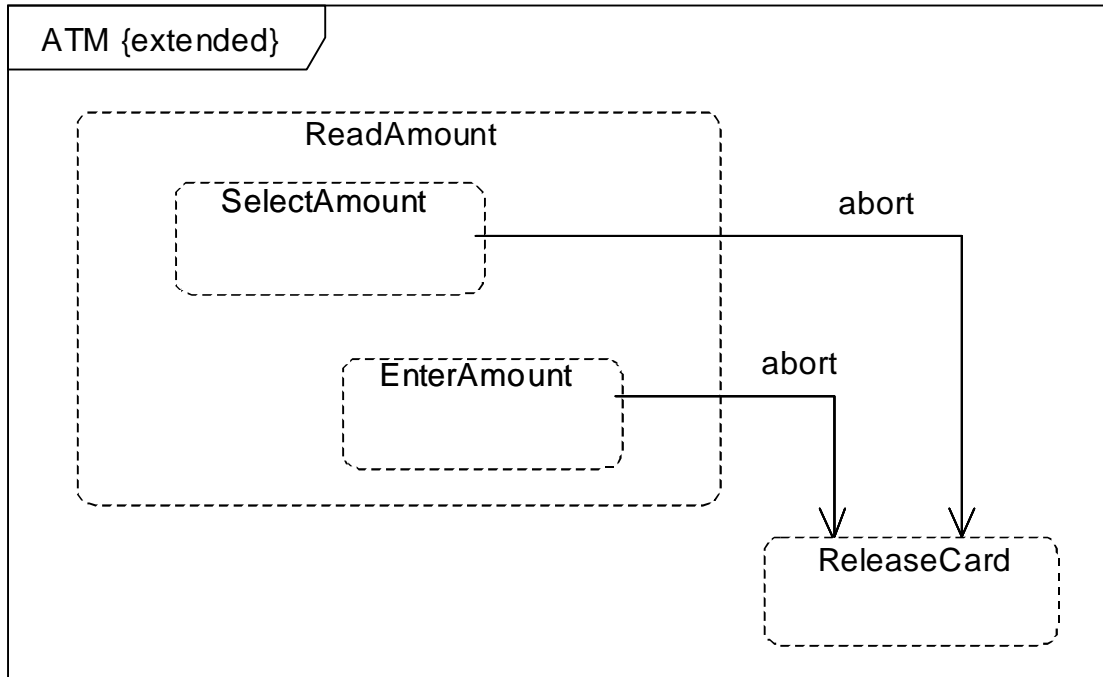 ATM {extended}
ReadAmount
SelectAmount
abort
abort
EnterAmount
ReleaseCard